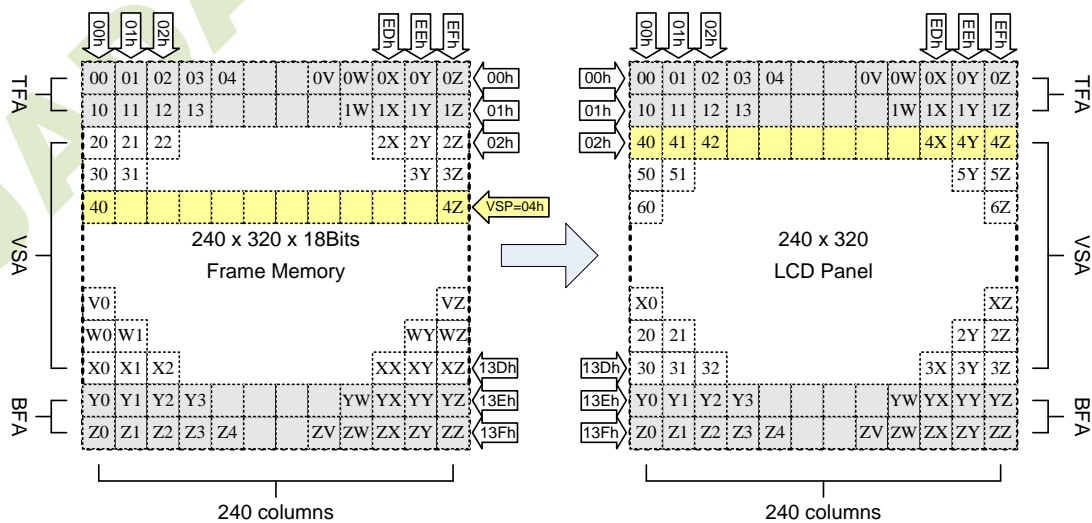 00h 01h 02h EDh EEh EFh 00h 01h 02h EDh EEh EFh
00 01 02 03 04 0V 0W 0X 0Y 0Z 00h 00h 00 01 02 03 04 0V 0W 0X 0Y 0Z
TFA TFA
10 11 12 13 1W 1X 1Y 1Z 01h 01h 10 11 12 13 1W 1X 1Y 1Z
20 21 22 2X 2Y 2Z 02h 02h 40 41 42 4X 4Y 4Z
30 31 3Y 3Z 50 51 5Y 5Z
40 4Z VSP=04h 60 6Z
240 x 320 x 18Bits 240 x 320
VSA VSA
Frame Memory LCD Panel
V0 VZ X0 XZ
W0 W1 WY WZ 20 21 2Y 2Z
X0 X1 X2 XX XY XZ 13Dh 13Dh 30 31 32 3X 3Y 3Z
Y0 Y1 Y2 Y3 YW YX YY YZ 13Eh 13Eh Y0 Y1 Y2 Y3 YW YX YY YZ
BFA BFA
Z0 Z1 Z2 Z3 Z4 ZV ZW ZX ZY ZZ 13Fh 13Fh Z0 Z1 Z2 Z3 Z4 ZV ZW ZX ZY ZZ
240 columns 240 columns